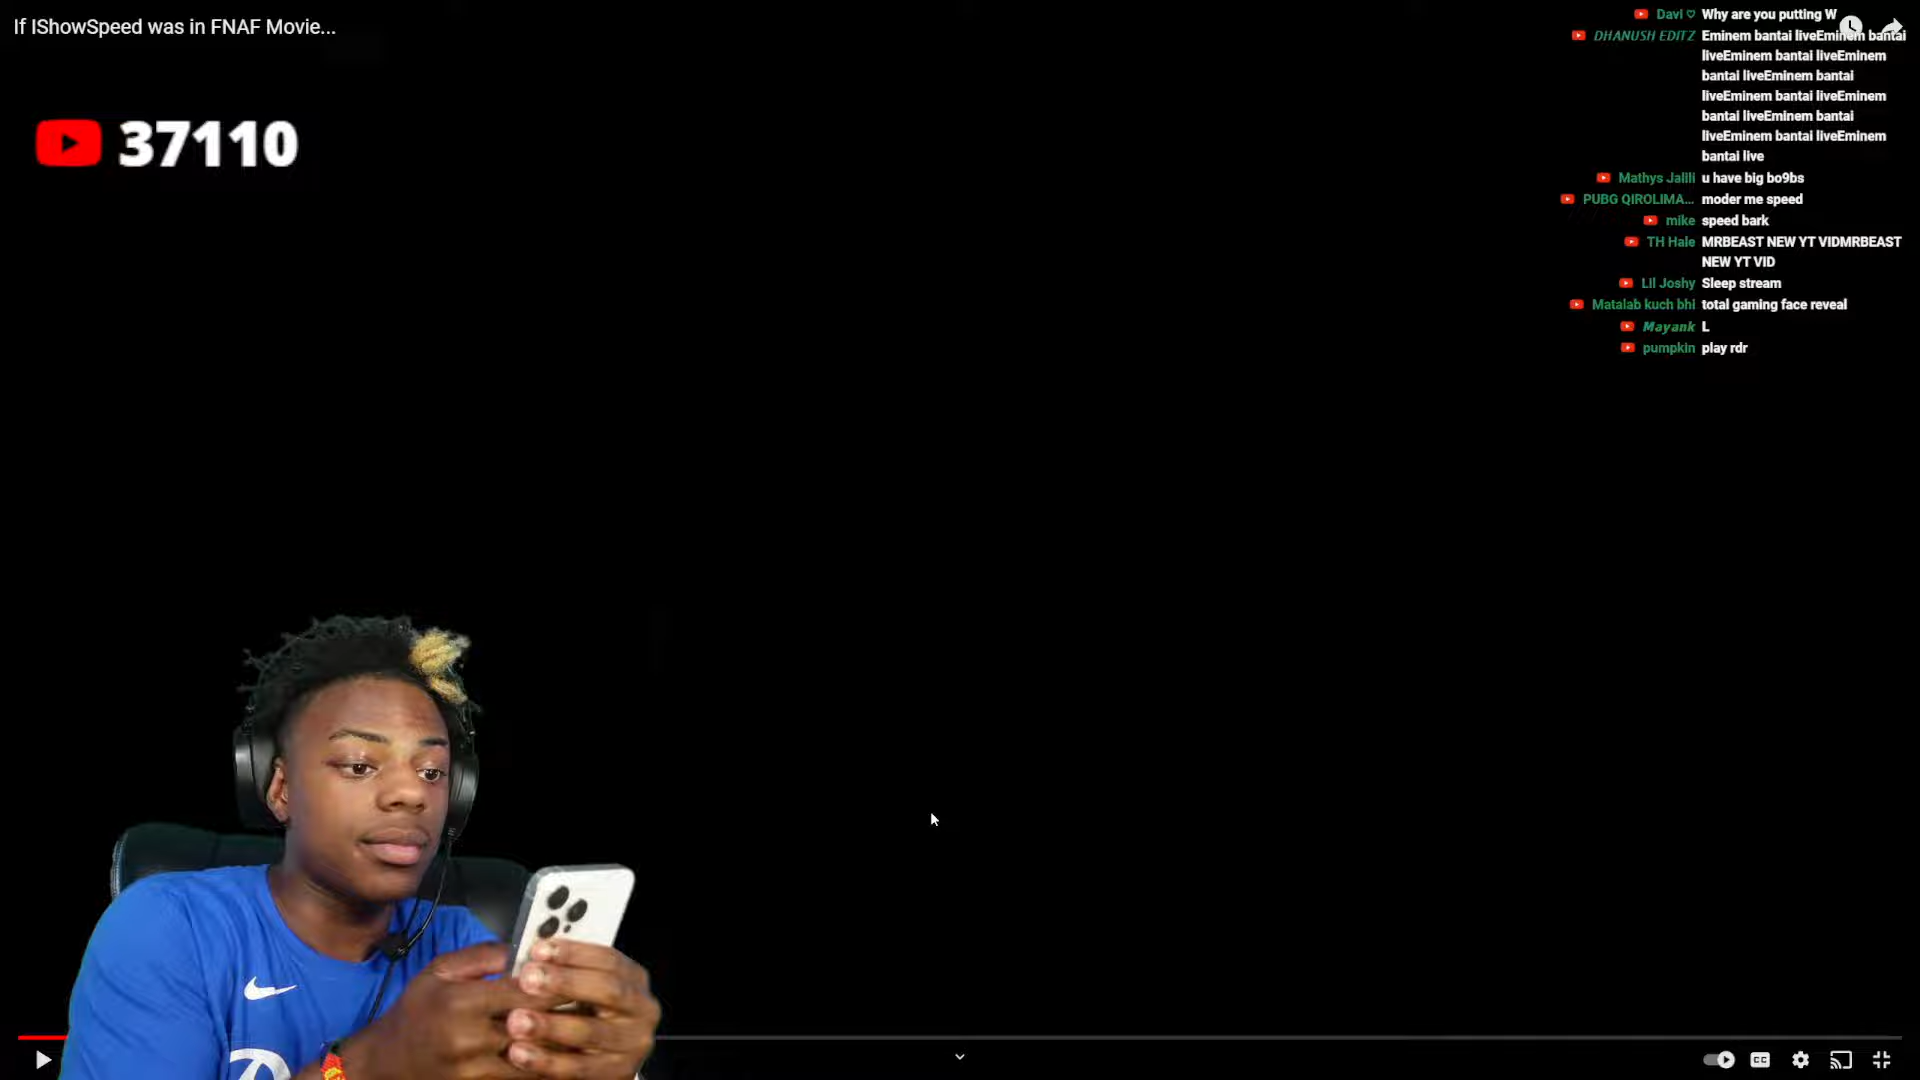 If IShowSpeed was in FNAF Movie...
37110
Davi ♡ Why are you putting W
DHANUSH EDITZ Eminem bantai liveEminem bantai
liveEminem bantai liveEminem
bantai liveEminem bantai
liveEminem bantai liveEminem
bantai liveEminem bantai
liveEminem bantai liveEminem
bantai live
Mathys Jalili u have big bo9bs
PUBG QIROLIMA... moder me speed
mike speed bark
TH Hale MRBEAST NEW YT VIDMRBEAST
NEW YT VID
Lil Joshy Sleep stream
Matalab kuch bhi total gaming face reveal
Mayank L
pumpkin play rdr
CC